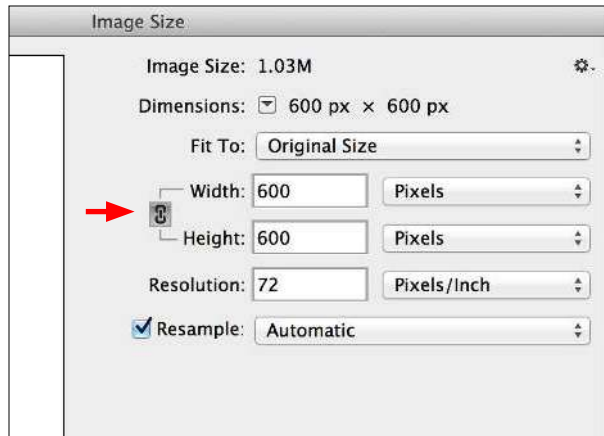 Image Size
Image Size: 1.03M
Dimensions: 600 px × 600 px
Fit To: Original Size
Width: 600 Pixels
Height: 600 Pixels
Resolution: 72 Pixels/Inch
Resample: Automatic